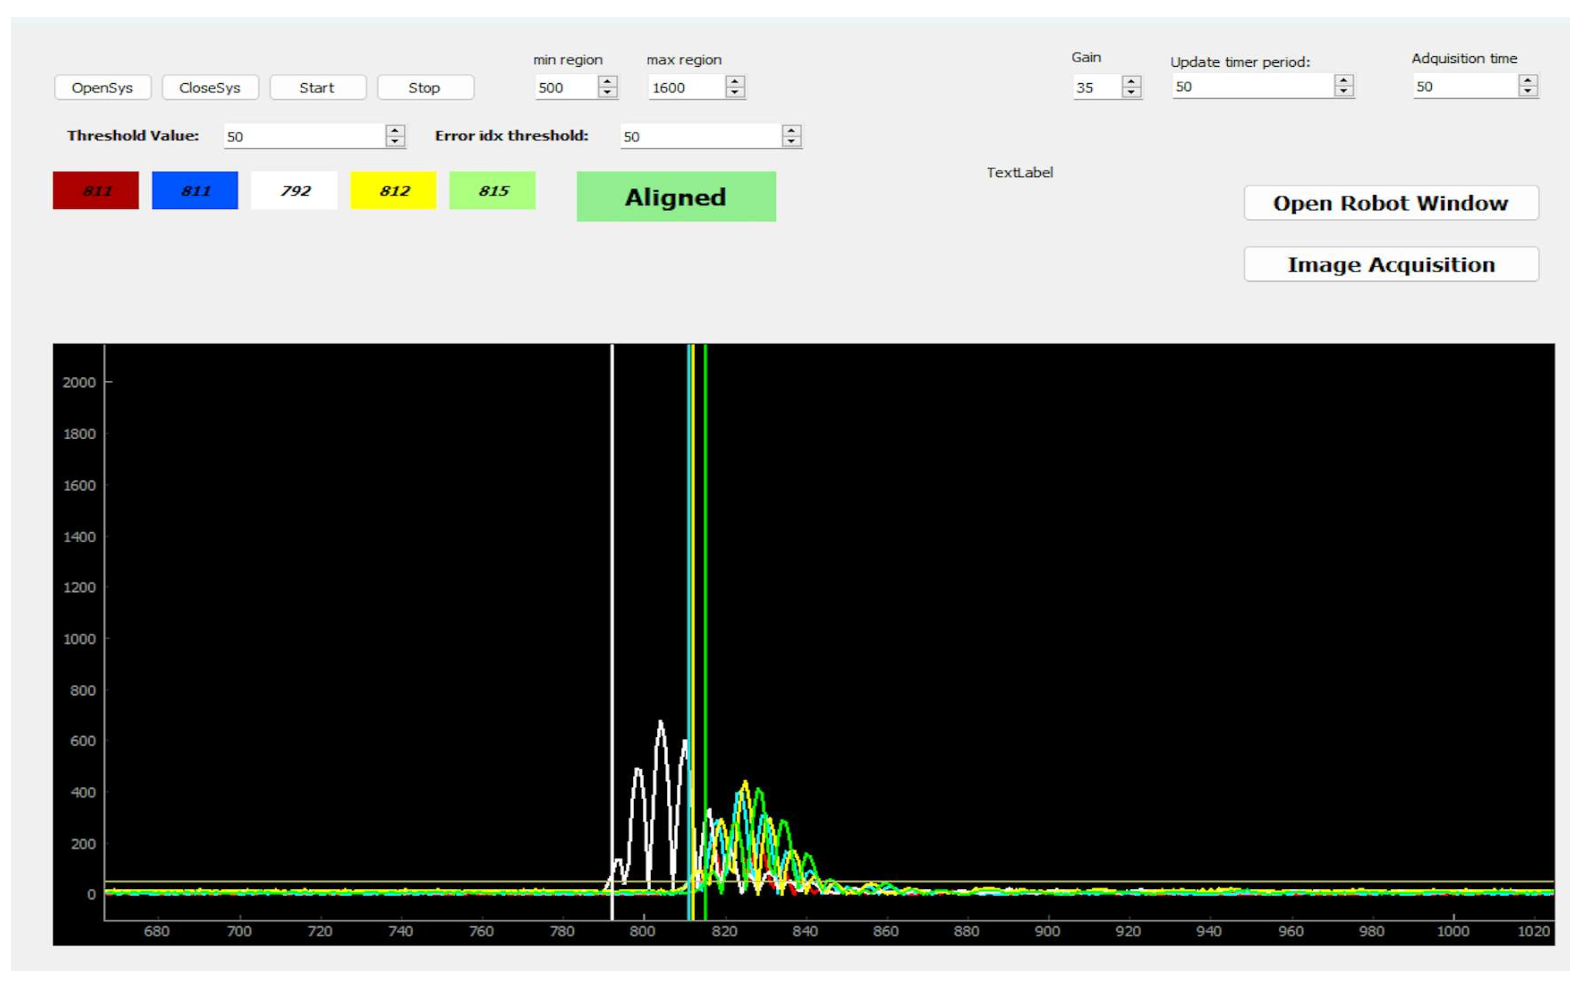 min region max region Gain Update timer period: Adquisition time
OpenSys CloseSys Start Stop 500 1600 35 50 50
Threshold Value: 50 Error idx threshold: 50
811 811 792 812 815 Aligned TextLabel
Open Robot Window
Image Acquisition
2000
1800
1600
1400
1200
1000
800
600
400
200
0
680 700 720 740 760 780 800 820 840 860 880 900 920 940 960 980 1000 1020